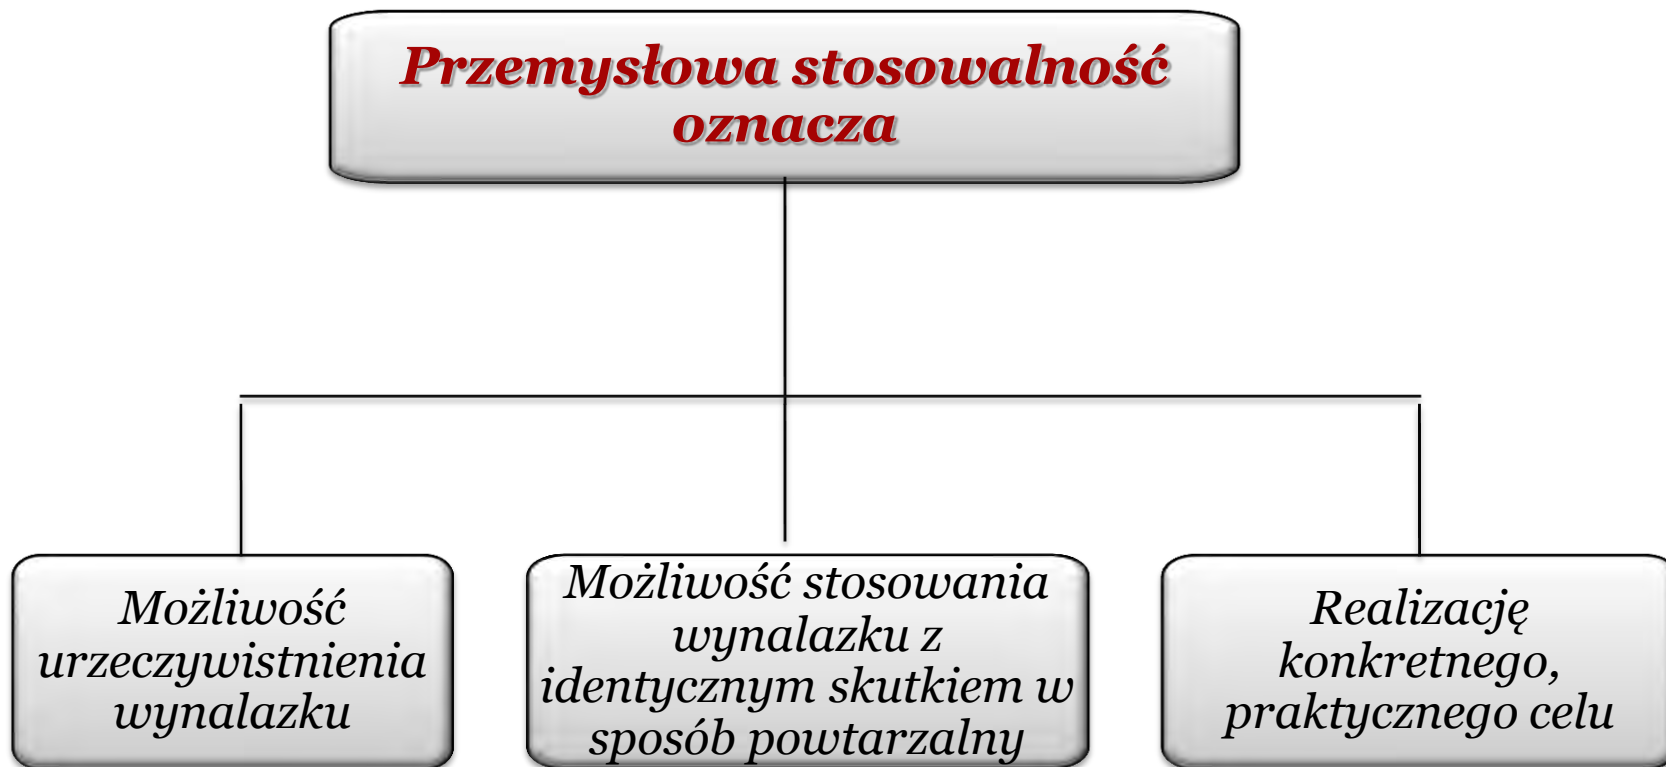 Przemysłowa stosowalność
oznacza
Możliwość
urzeczywistnienia
wynalazku
Możliwość stosowania
wynalazku z
identycznym skutkiem w
sposób powtarzalny
Realizację
konkretnego,
praktycznego celu